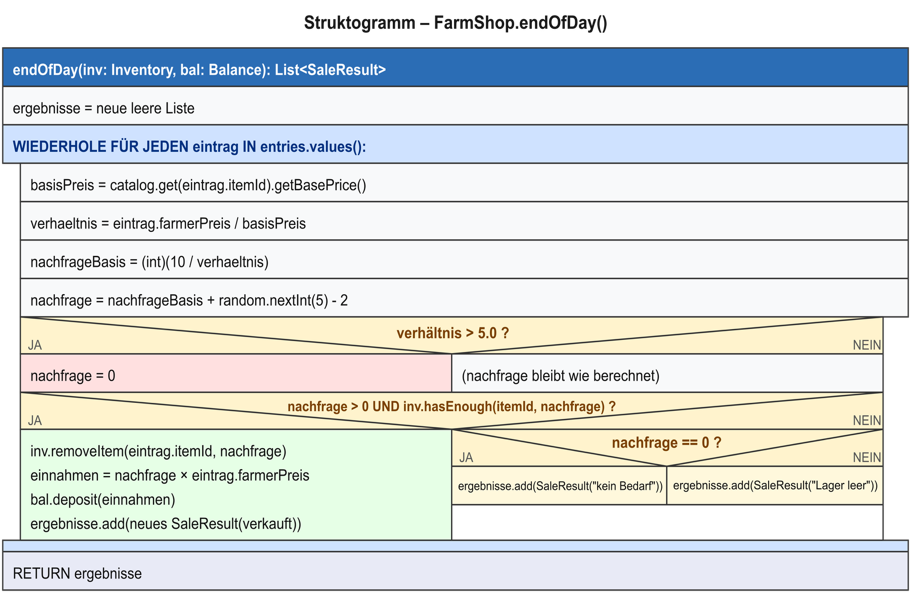 Struktogramm – FarmShop.endOfDay()
endOfDay(inv: Inventory, bal: Balance): List<SaleResult>
ergebnisse = neue leere Liste
WIEDERHOLE FÜR JEDEN eintrag IN entries.values():
basisPreis = catalog.get(eintrag.itemId).getBasePrice()
verhaeltnis = eintrag.farmerPreis / basisPreis
nachfrageBasis = (int)(10 / verhaeltnis)
nachfrage = nachfrageBasis + random.nextInt(5) - 2
verhältnis > 5.0 ?
JA
NEIN
nachfrage = 0
(nachfrage bleibt wie berechnet)
nachfrage > 0 UND inv.hasEnough(itemId, nachfrage) ?
JA
NEIN
inv.removeItem(eintrag.itemId, nachfrage)
einnahmen = nachfrage × eintrag.farmerPreis
bal.deposit(einnahmen)
ergebnisse.add(neues SaleResult(verkauft))
nachfrage == 0 ?
JA
NEIN
ergebnisse.add(SaleResult("kein Bedarf"))
ergebnisse.add(SaleResult("Lager leer"))
RETURN ergebnisse